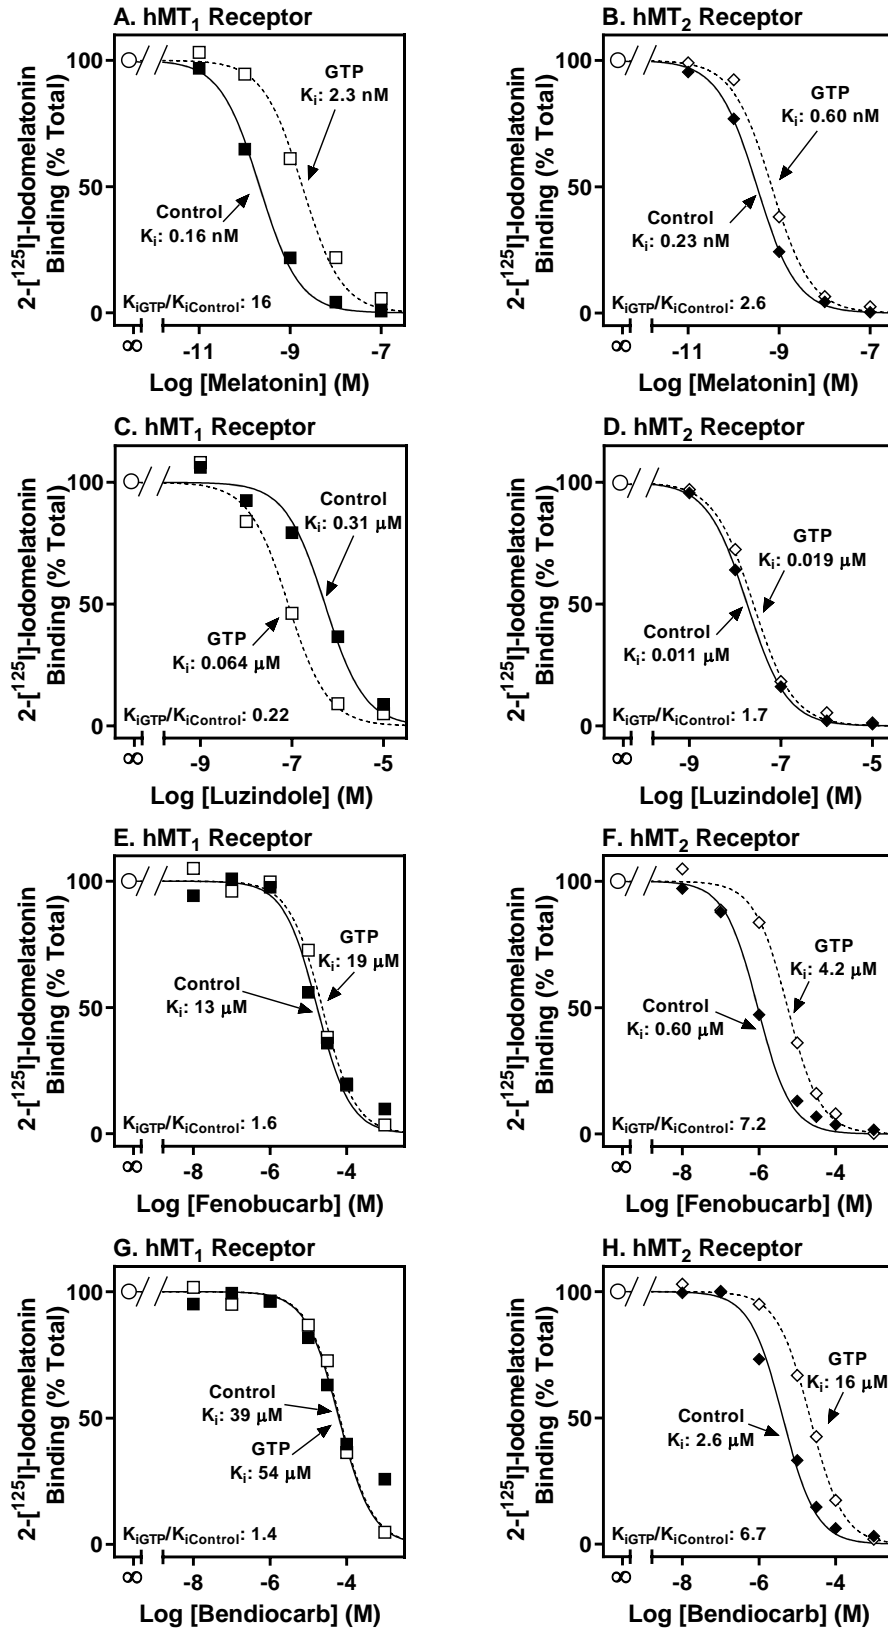 A. hMT₁ Receptor
2-[¹²⁵I]-Iodomelatonin
Binding (% Total)
100
50
0
GTP
Kᵢ: 2.3 nM
Control
Kᵢ: 0.16 nM
KᵢGTP/KᵢControl: 16
∞
-11
-9
-7
Log [Melatonin] (M)
B. hMT₂ Receptor
2-[¹²⁵I]-Iodomelatonin
Binding (% Total)
100
50
0
GTP
Kᵢ: 0.60 nM
Control
Kᵢ: 0.23 nM
KᵢGTP/KᵢControl: 2.6
∞
-11
-9
-7
Log [Melatonin] (M)
C. hMT₁ Receptor
2-[¹²⁵I]-Iodomelatonin
Binding (% Total)
100
50
0
Control
Kᵢ: 0.31 μM
GTP
Kᵢ: 0.064 μM
KᵢGTP/KᵢControl: 0.22
∞
-9
-7
-5
Log [Luzindole] (M)
D. hMT₂ Receptor
2-[¹²⁵I]-Iodomelatonin
Binding (% Total)
100
50
0
GTP
Kᵢ: 0.019 μM
Control
Kᵢ: 0.011 μM
KᵢGTP/KᵢControl: 1.7
∞
-9
-7
-5
Log [Luzindole] (M)
E. hMT₁ Receptor
2-[¹²⁵I]-Iodomelatonin
Binding (% Total)
100
50
0
GTP
Kᵢ: 19 μM
Control
Kᵢ: 13 μM
KᵢGTP/KᵢControl: 1.6
∞
-8
-6
-4
Log [Fenobucarb] (M)
F. hMT₂ Receptor
2-[¹²⁵I]-Iodomelatonin
Binding (% Total)
100
50
0
GTP
Kᵢ: 4.2 μM
Control
Kᵢ: 0.60 μM
KᵢGTP/KᵢControl: 7.2
∞
-8
-6
-4
Log [Fenobucarb] (M)
G. hMT₁ Receptor
2-[¹²⁵I]-Iodomelatonin
Binding (% Total)
100
50
0
Control
Kᵢ: 39 μM
GTP
Kᵢ: 54 μM
KᵢGTP/KᵢControl: 1.4
∞
-8
-6
-4
Log [Bendiocarb] (M)
H. hMT₂ Receptor
2-[¹²⁵I]-Iodomelatonin
Binding (% Total)
100
50
0
GTP
Kᵢ: 16 μM
Control
Kᵢ: 2.6 μM
KᵢGTP/KᵢControl: 6.7
∞
-8
-6
-4
Log [Bendiocarb] (M)